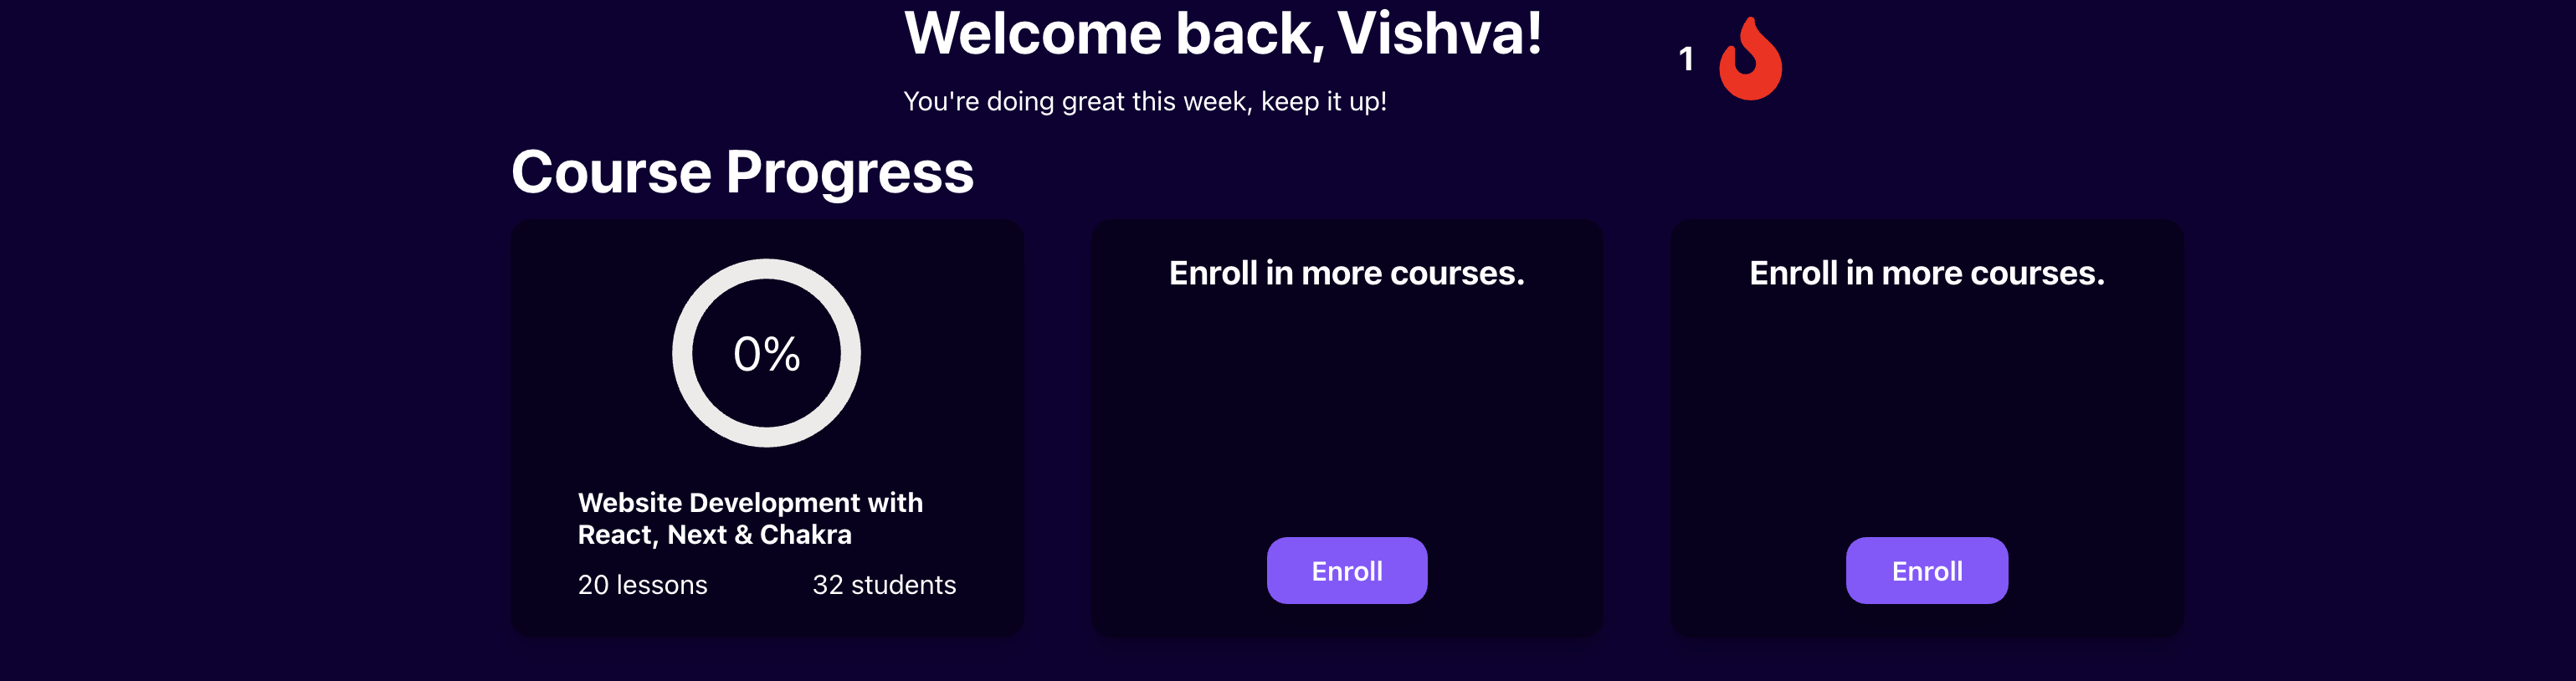 Welcome back, Vishva!
1
You're doing great this week, keep it up!
Course Progress
0%
Website Development with
React, Next & Chakra
20 lessons
32 students
Enroll in more courses.
Enroll
Enroll in more courses.
Enroll